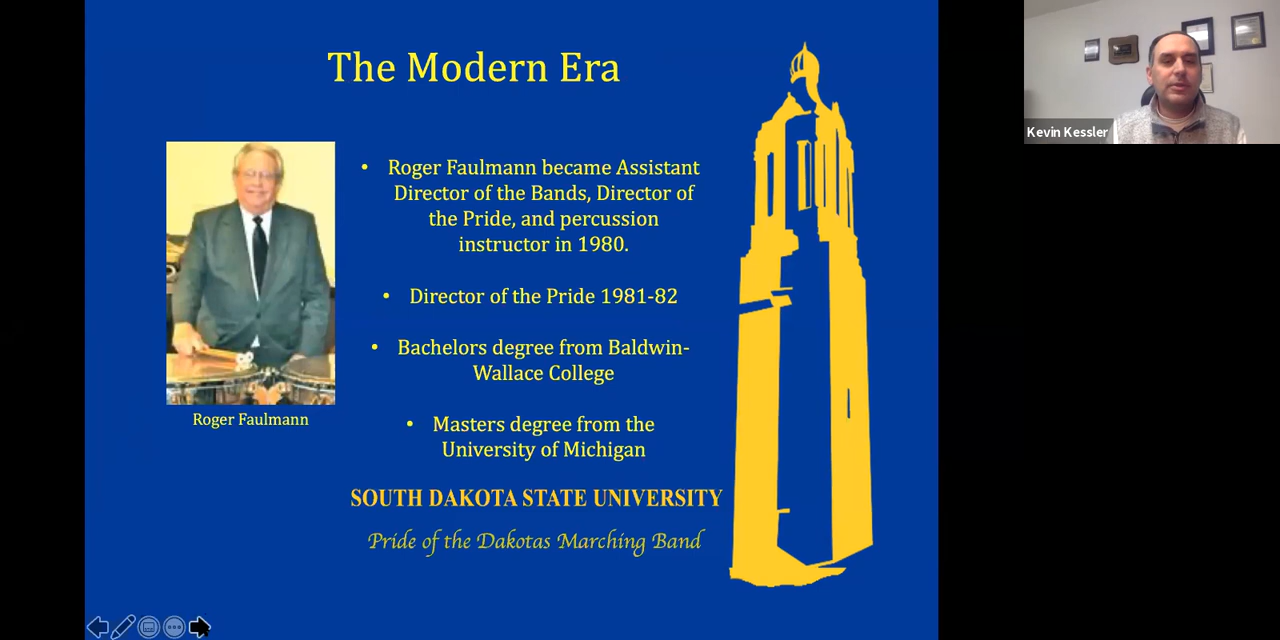 The Modern Era
• Roger Faulmann became Assistant
Director of the Bands, Director of
the Pride, and percussion
instructor in 1980.
• Director of the Pride 1981-82
• Bachelors degree from Baldwin-
Wallace College
• Masters degree from the
University of Michigan
Roger Faulmann
SOUTH DAKOTA STATE UNIVERSITY
Pride of the Dakotas Marching Band
Kevin Kessler